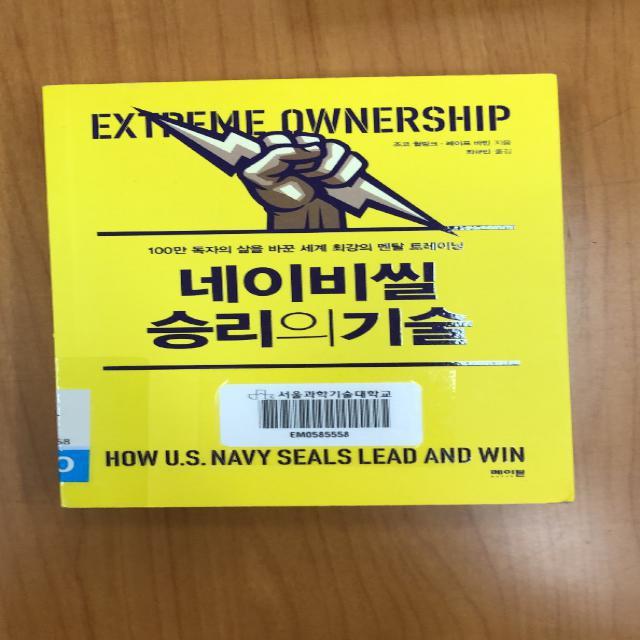 EXTREME OWNERSHIP
조코 윌링크 · 레이프 바빈 지음
최규민 옮김
100만 독자의 삶을 바꾼 세계 최강의 멘탈 트레이닝
네이비씰
승리의기술
서울과학기술대학교
EM0585558
58
HOW U.S. NAVY SEALS LEAD AND WIN
메이븐